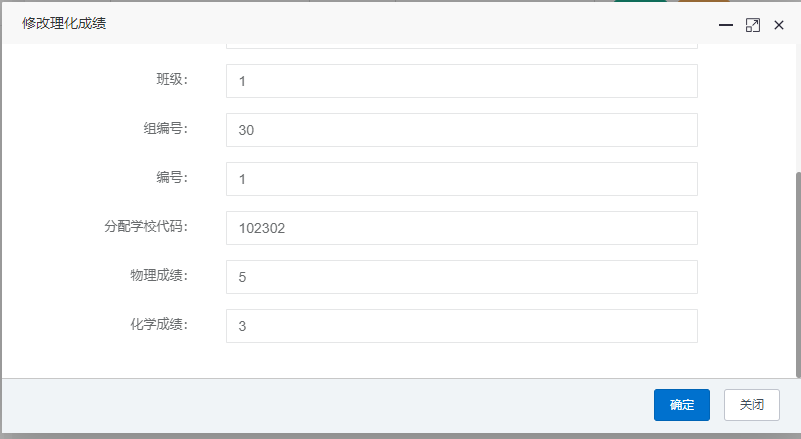 修改理化成绩
班级: 1
组编号: 30
编号: 1
分配学校代码: 102302
物理成绩: 5
化学成绩: 3
确定 关闭